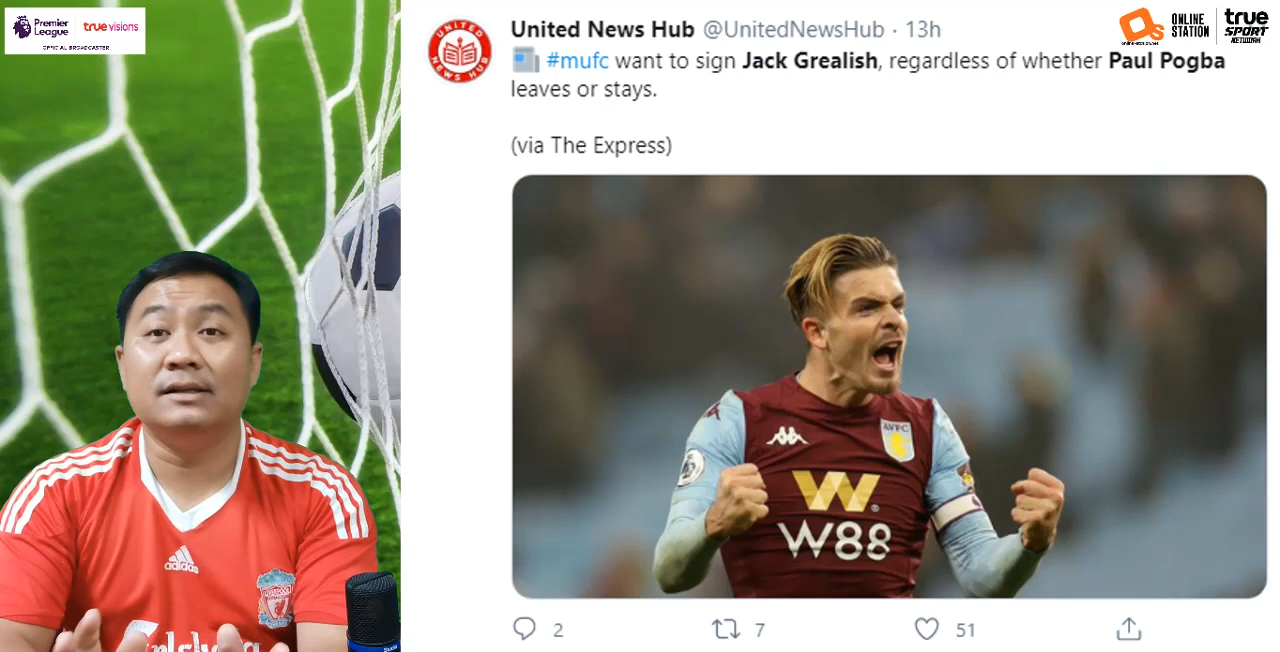 Premier League
true visions
OFFICIAL BROADCASTER
United News Hub @UnitedNewsHub · 13h
#mufc want to sign Jack Grealish, regardless of whether Paul Pogba
leaves or stays.
(via The Express)
ONLINE STATION
true SPORT NETWORK
UNITED NEWS HUB
AVFC
W88
adidas
2
7
51